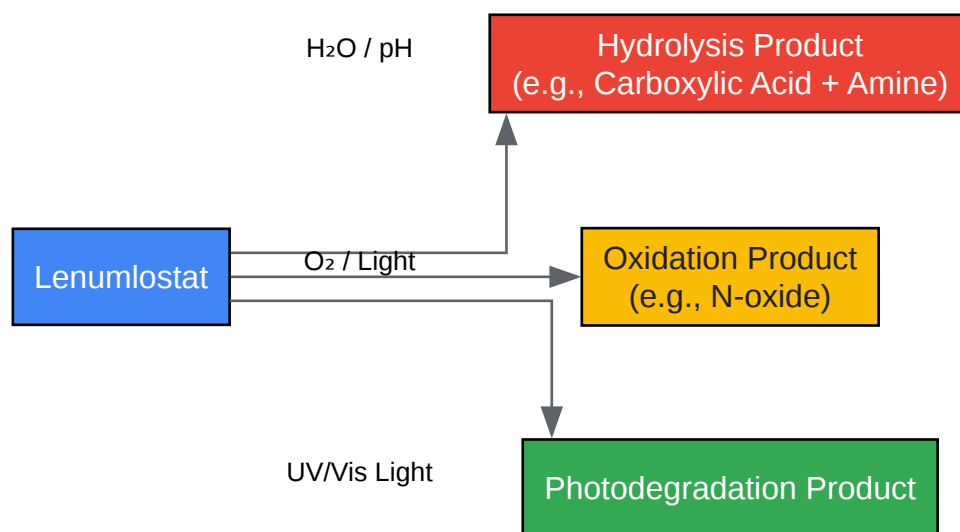 H₂O / pH
Hydrolysis Product
(e.g., Carboxylic Acid + Amine)
Lenumlostat
O₂ / Light
Oxidation Product
(e.g., N-oxide)
UV/Vis Light
Photodegradation Product